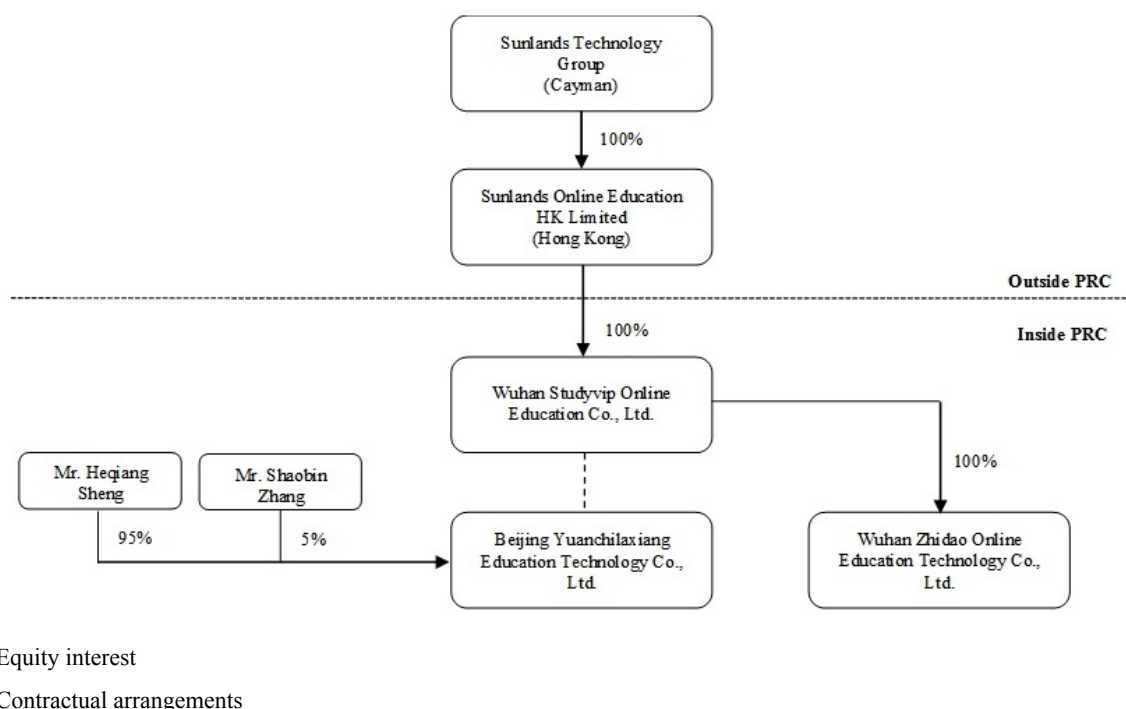 Sunlands Technology
Group
(Cayman)
100%
Sunlands Online Education
HK Limited
(Hong Kong)
Outside PRC
100%
Inside PRC
Wuhan Studyvip Online
Education Co., Ltd.
100%
Mr. Heqiang
Sheng
Mr. Shaobin
Zhang
95%
5%
Beijing Yuanchilaxiang
Education Technology Co.,
Ltd.
Wuhan Zhidao Online
Education Technology Co.,
Ltd.
Equity interest
Contractual arrangements